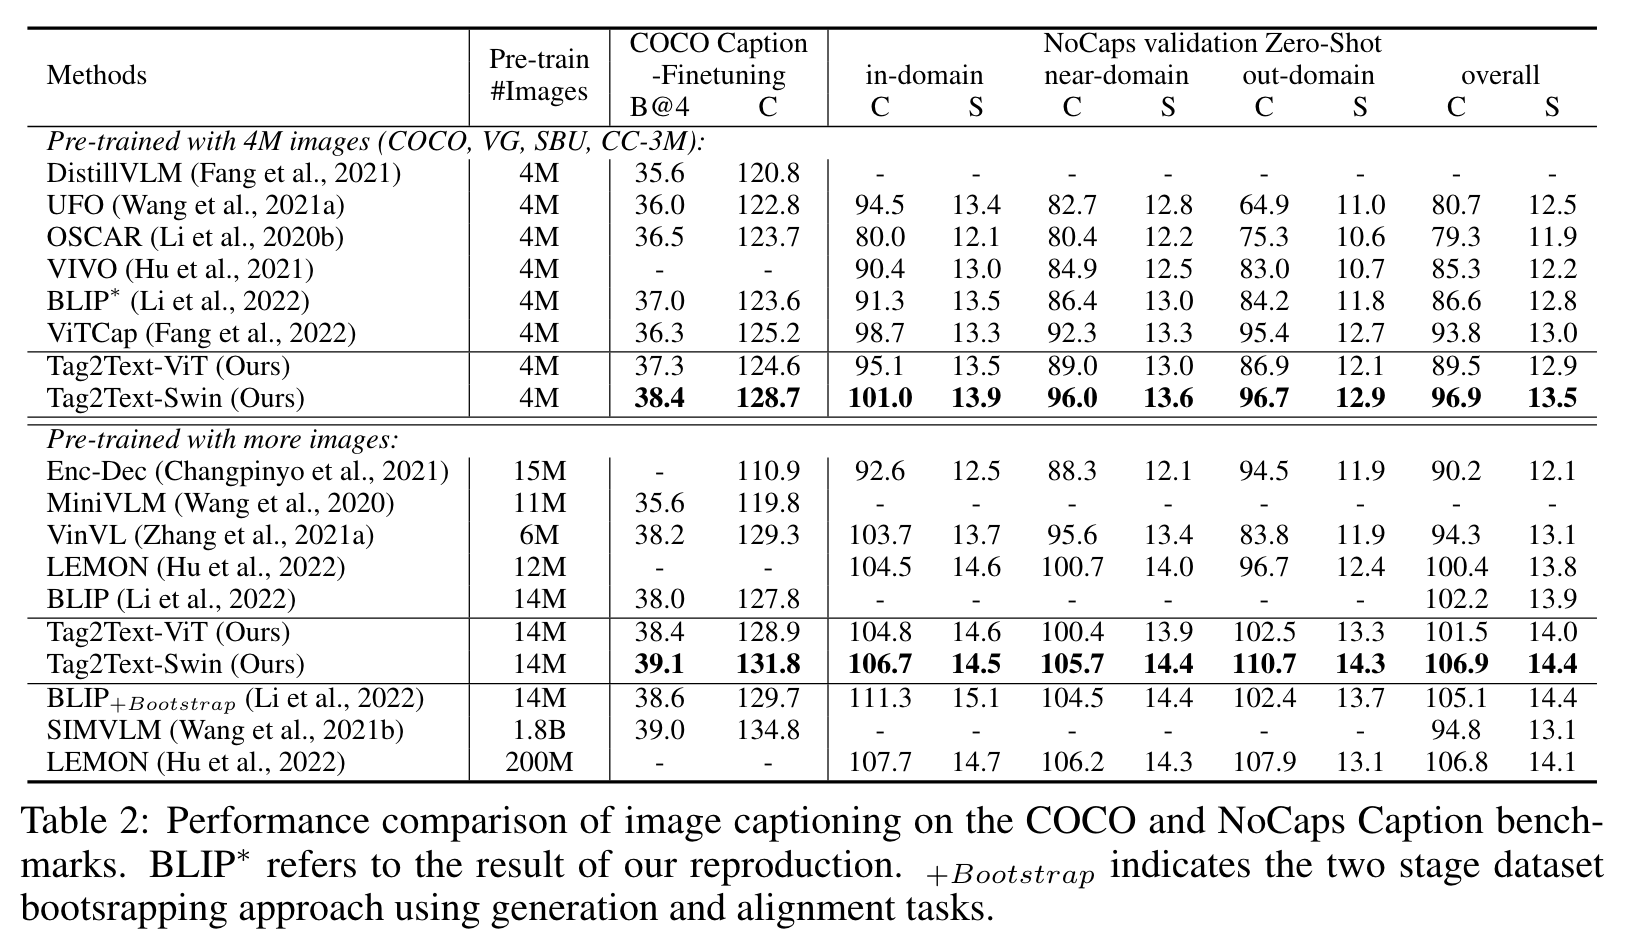 Methods Pre-train #Images COCO Caption -Finetuning NoCaps validation Zero-Shot
in-domain near-domain out-domain overall
B@4 C C S C S C S C S
Pre-trained with 4M images (COCO, VG, SBU, CC-3M):
DistillVLM (Fang et al., 2021) 4M 35.6 120.8 - - - - - - - -
UFO (Wang et al., 2021a) 4M 36.0 122.8 94.5 13.4 82.7 12.8 64.9 11.0 80.7 12.5
OSCAR (Li et al., 2020b) 4M 36.5 123.7 80.0 12.1 80.4 12.2 75.3 10.6 79.3 11.9
VIVO (Hu et al., 2021) 4M - - 90.4 13.0 84.9 12.5 83.0 10.7 85.3 12.2
BLIP* (Li et al., 2022) 4M 37.0 123.6 91.3 13.5 86.4 13.0 84.2 11.8 86.6 12.8
ViTCap (Fang et al., 2022) 4M 36.3 125.2 98.7 13.3 92.3 13.3 95.4 12.7 93.8 13.0
Tag2Text-ViT (Ours) 4M 37.3 124.6 95.1 13.5 89.0 13.0 86.9 12.1 89.5 12.9
Tag2Text-Swin (Ours) 4M 38.4 128.7 101.0 13.9 96.0 13.6 96.7 12.9 96.9 13.5
Pre-trained with more images:
Enc-Dec (Changpinyo et al., 2021) 15M - 110.9 92.6 12.5 88.3 12.1 94.5 11.9 90.2 12.1
MiniVLM (Wang et al., 2020) 11M 35.6 119.8 - - - - - - - -
VinVL (Zhang et al., 2021a) 6M 38.2 129.3 103.7 13.7 95.6 13.4 83.8 11.9 94.3 13.1
LEMON (Hu et al., 2022) 12M - - 104.5 14.6 100.7 14.0 96.7 12.4 100.4 13.8
BLIP (Li et al., 2022) 14M 38.0 127.8 - - - - - - 102.2 13.9
Tag2Text-ViT (Ours) 14M 38.4 128.9 104.8 14.6 100.4 13.9 102.5 13.3 101.5 14.0
Tag2Text-Swin (Ours) 14M 39.1 131.8 106.7 14.5 105.7 14.4 110.7 14.3 106.9 14.4
BLIP+Bootstrap (Li et al., 2022) 14M 38.6 129.7 111.3 15.1 104.5 14.4 102.4 13.7 105.1 14.4
SIMVLM (Wang et al., 2021b) 1.8B 39.0 134.8 - - - - - - 94.8 13.1
LEMON (Hu et al., 2022) 200M - - 107.7 14.7 106.2 14.3 107.9 13.1 106.8 14.1
Table 2: Performance comparison of image captioning on the COCO and NoCaps Caption bench-
marks. BLIP* refers to the result of our reproduction. +Bootstrap indicates the two stage dataset
bootsrapping approach using generation and alignment tasks.